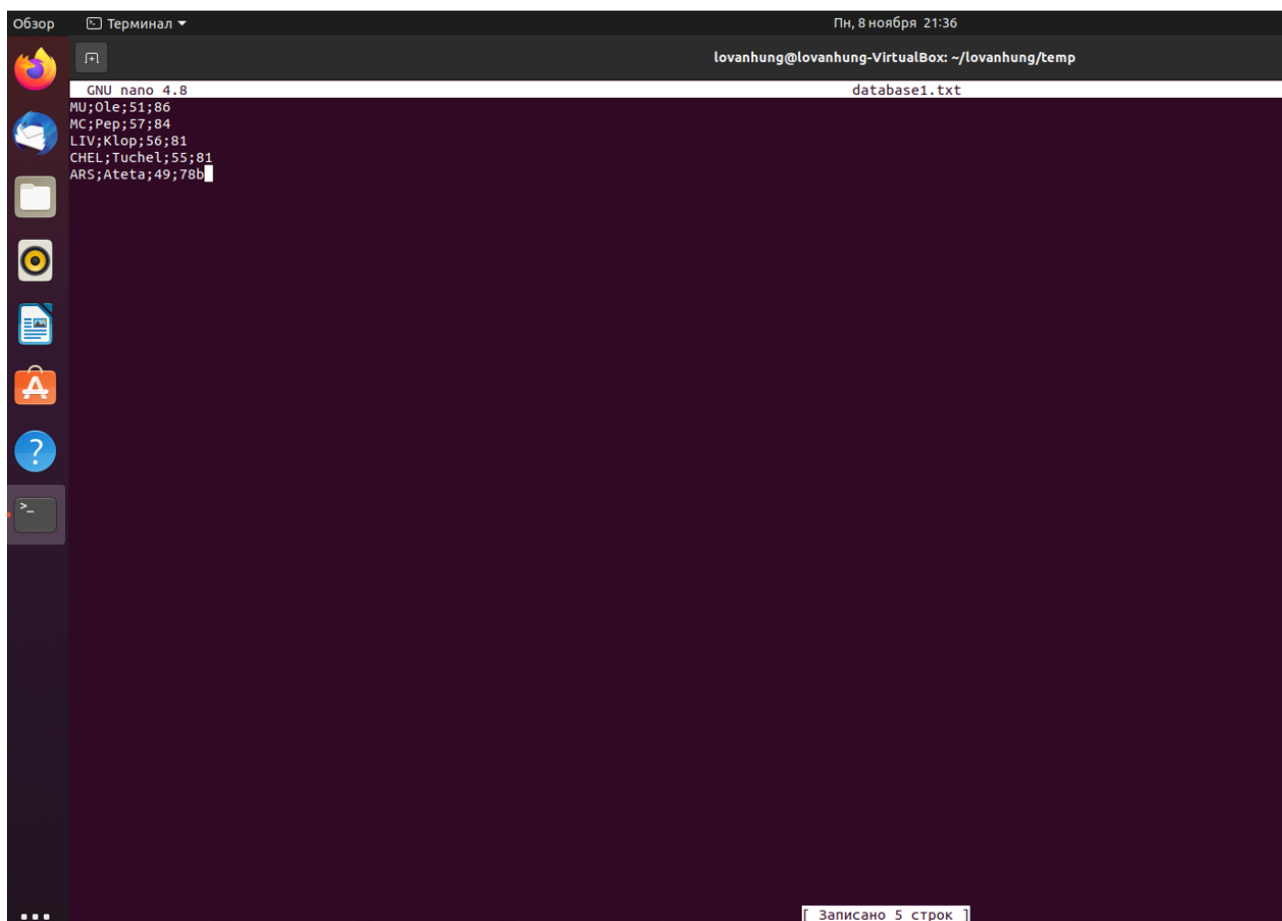 Обзор
Терминал
Пн, 8 ноября 21:36
lovanhung@lovanhung-VirtualBox: ~/lovanhung/temp
GNU nano 4.8 database1.txt
MU;Ole;51;86
MC;Pep;57;84
LIV;Klop;56;81
CHEL;Tuchel;55;81
ARS;Ateta;49;78b
[ Записано 5 строк ]